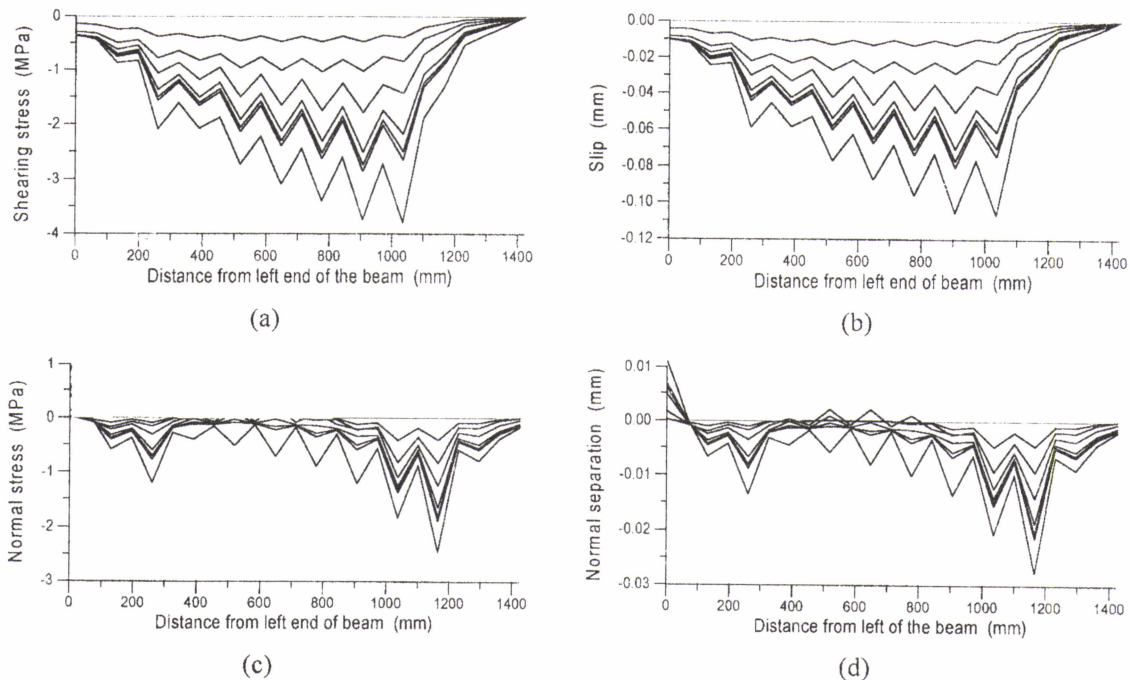 0
-1
-2
-3
-4
Shearing stress (MPa)
0 200 400 600 800 1000 1200 1400
Distance from left end of the beam (mm)
(a)
0.00
-0.02
-0.04
-0.06
-0.08
-0.10
-0.12
Slip (mm)
0 200 400 600 800 1000 1200 1400
Distance from left end of beam (mm)
(b)
1
0
-1
-2
-3
Normal stress (MPa)
0 200 400 600 800 1000 1200 1400
Distance from left end of beam (mm)
(c)
0.01
0.00
-0.01
-0.02
-0.03
Normal separation (mm)
0 200 400 600 800 1000 1200 1400
Distance from left of the beam (mm)
(d)